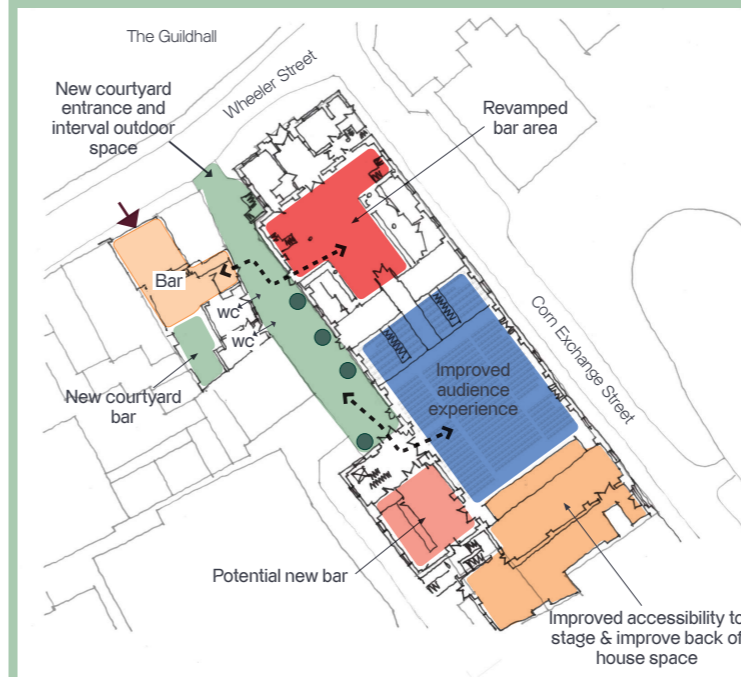 The Guildhall
New courtyard
entrance and
interval outdoor
space
Wheeler Street
Revamped
bar area
Bar
wc
wc
New courtyard
bar
Improved
audience
experience
Corn Exchange Street
Potential new bar
Improved accessibility to
stage & improve back of
house space